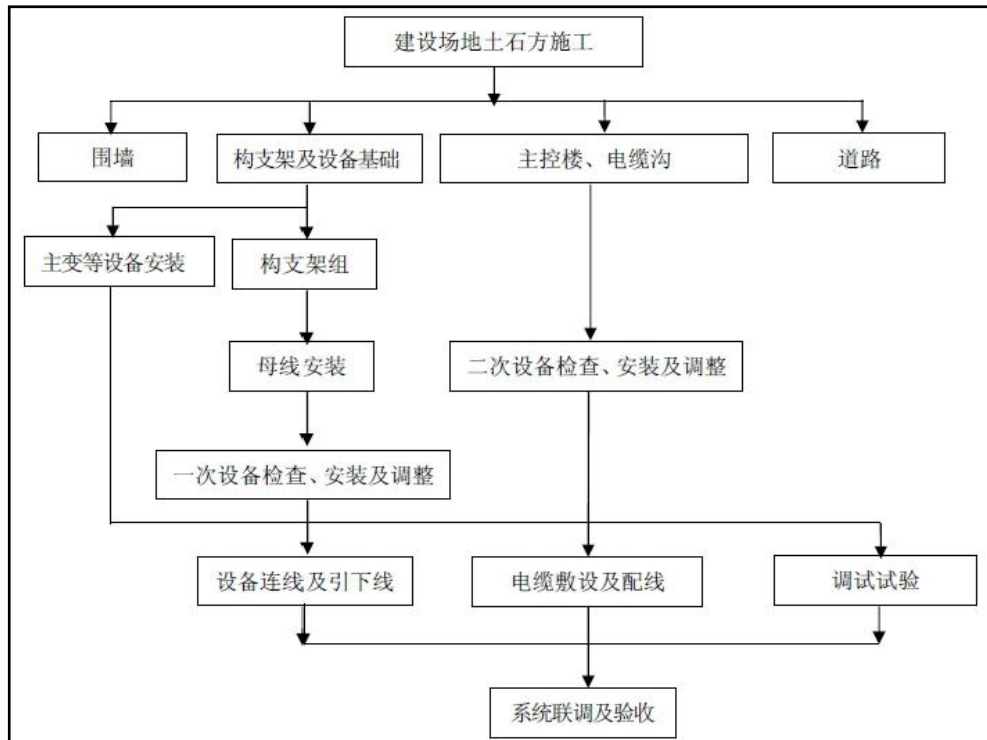 建设场地土石方施工
围墙
构支架及设备基础
主控楼、电缆沟
道路
主变等设备安装
构支架组
母线安装
二次设备检查、安装及调整
一次设备检查、安装及调整
设备连线及引下线
电缆敷设及配线
调试试验
系统联调及验收